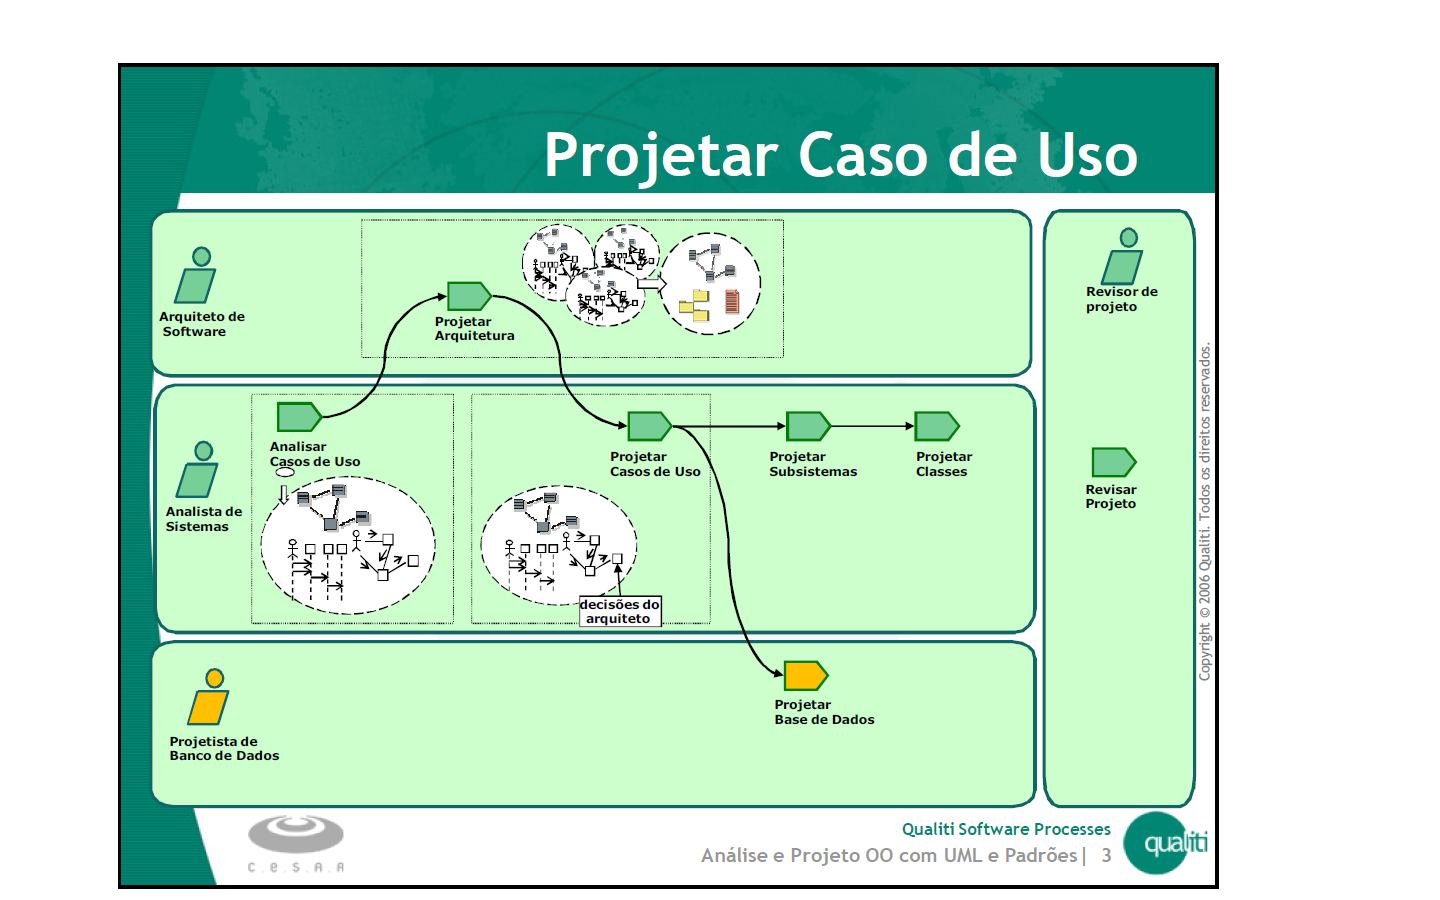 Projetar Caso de Uso
Arquiteto de
Software
Projetar
Arquitetura
Revisor de
projeto
Analisar
Casos de Uso
Analista de
Sistemas
Projetar
Casos de Uso
Projetar
Subsistemas
Projetar
Classes
decisões do
arquiteto
Revisar
Projeto
Projetista de
Banco de Dados
Projetar
Base de Dados
Copyright © 2006 Qualiti. Todos os direitos reservados.
C.e.S.A.R
Qualiti Software Processes
Análise e Projeto OO com UML e Padrões| 3
qualiti